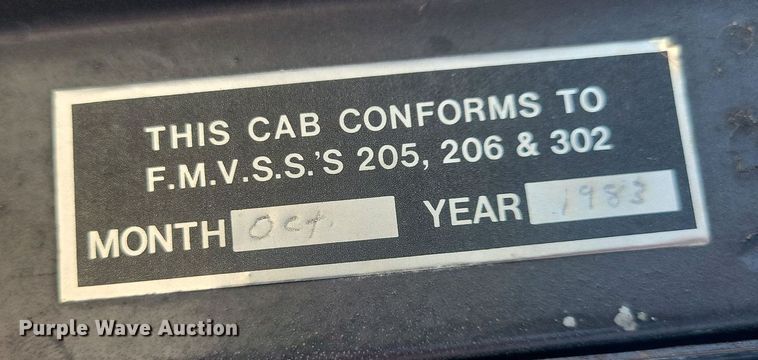 THIS CAB CONFORMS TO
F.M.V.S.S.'S 205, 206 & 302
MONTH Oct. YEAR 1983
Purple Wave Auction